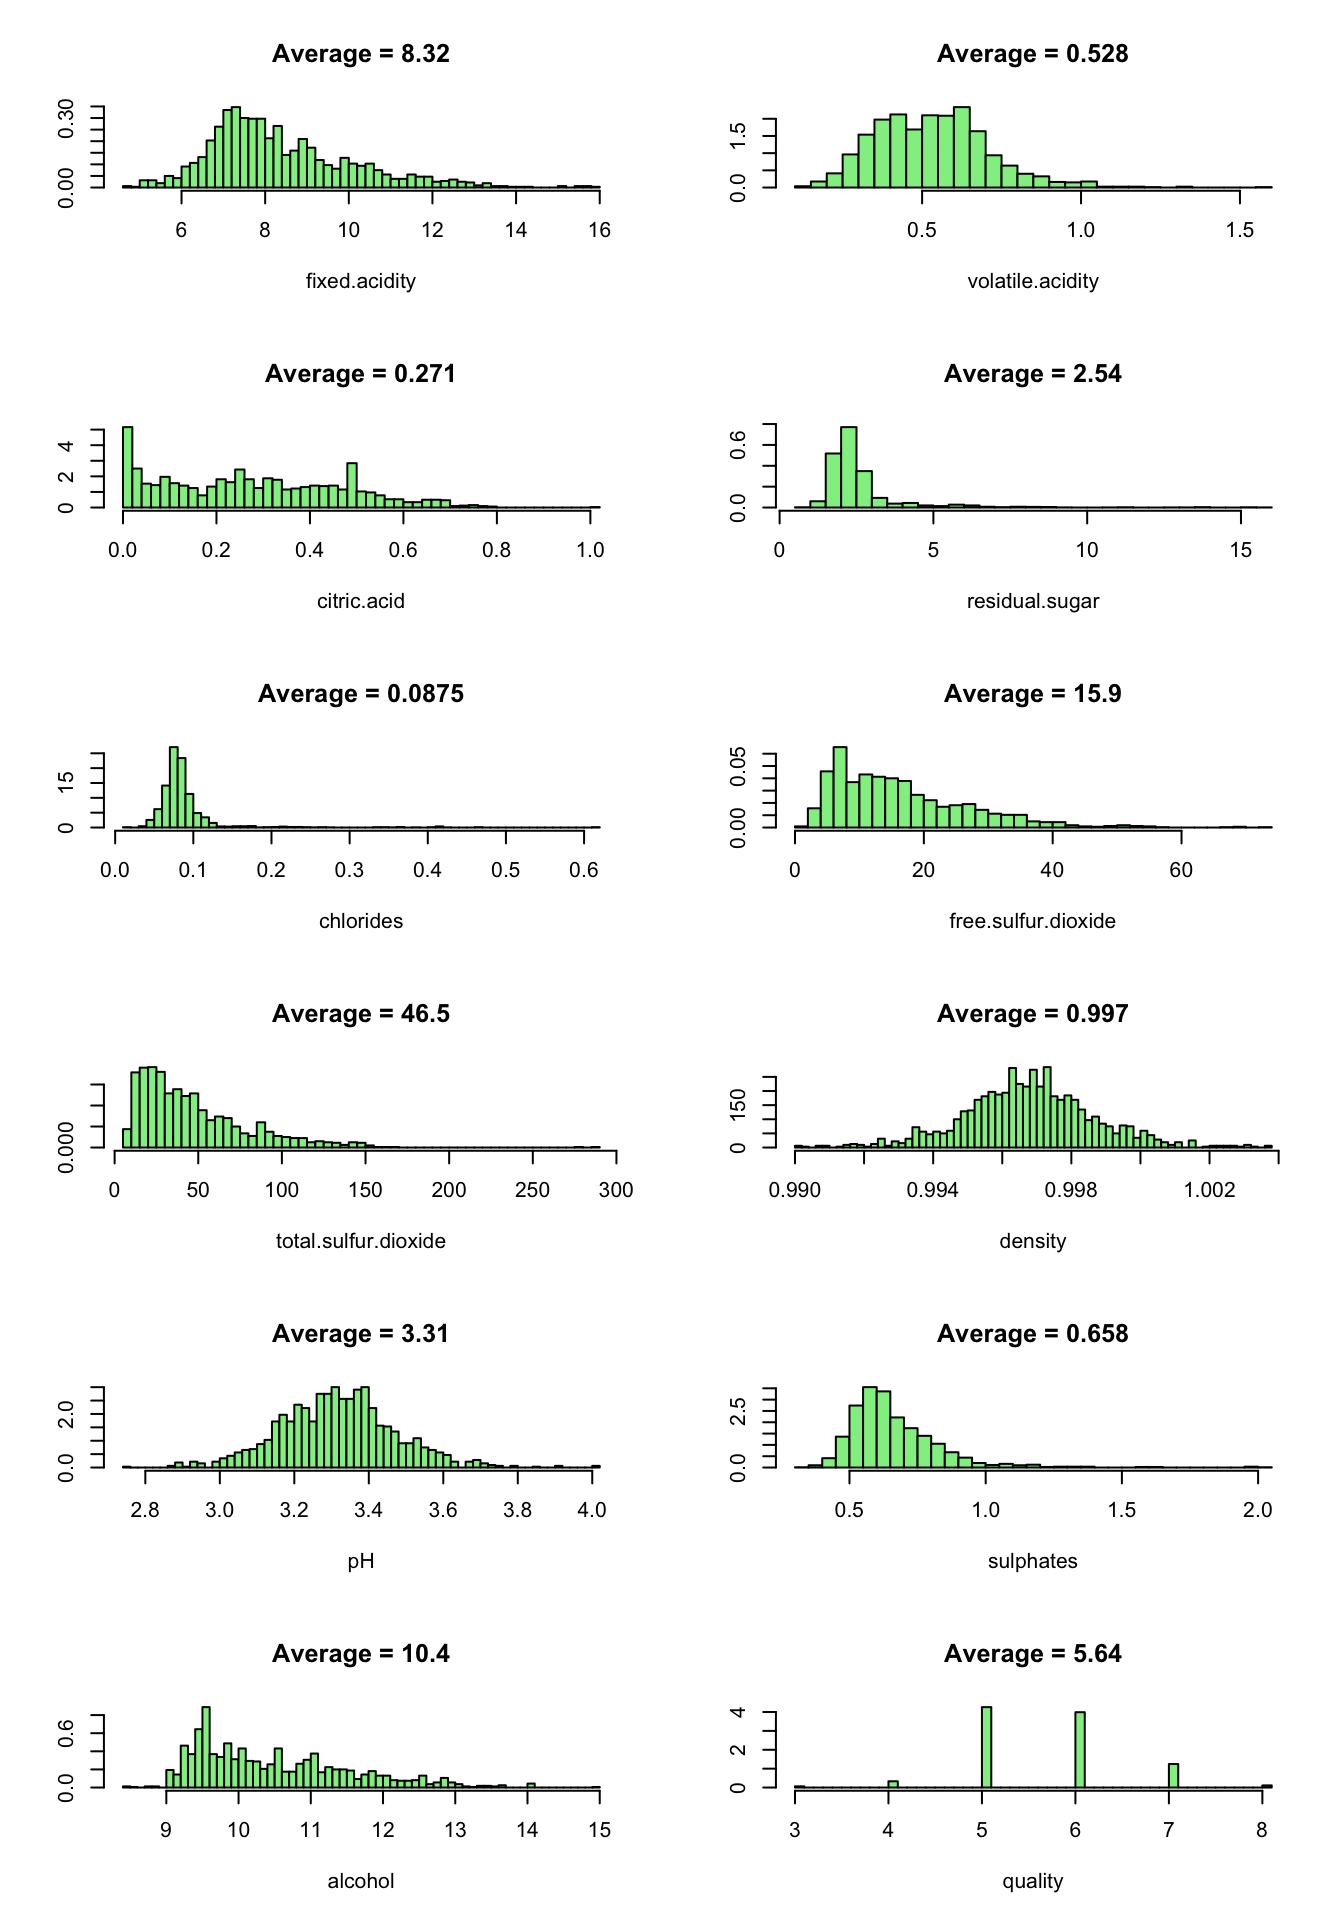 Average = 8.32
0.30
0.00
6 8 10 12 14 16
fixed.acidity
Average = 0.528
1.5
0.0
0.5 1.0 1.5
volatile.acidity
Average = 0.271
4
2
0
0.0 0.2 0.4 0.6 0.8 1.0
citric.acid
Average = 2.54
0.6
0.0
0 5 10 15
residual.sugar
Average = 0.0875
15
0
0.0 0.1 0.2 0.3 0.4 0.5 0.6
chlorides
Average = 15.9
0.05
0.00
0 20 40 60
free.sulfur.dioxide
Average = 46.5
0.000
0 50 100 150 200 250 300
total.sulfur.dioxide
Average = 0.997
150
0
0.990 0.994 0.998 1.002
density
Average = 3.31
2.0
0.0
2.8 3.0 3.2 3.4 3.6 3.8 4.0
pH
Average = 0.658
2.5
0.0
0.5 1.0 1.5 2.0
sulphates
Average = 10.4
0.6
0.0
9 10 11 12 13 14 15
alcohol
Average = 5.64
4
2
0
3 4 5 6 7 8
quality